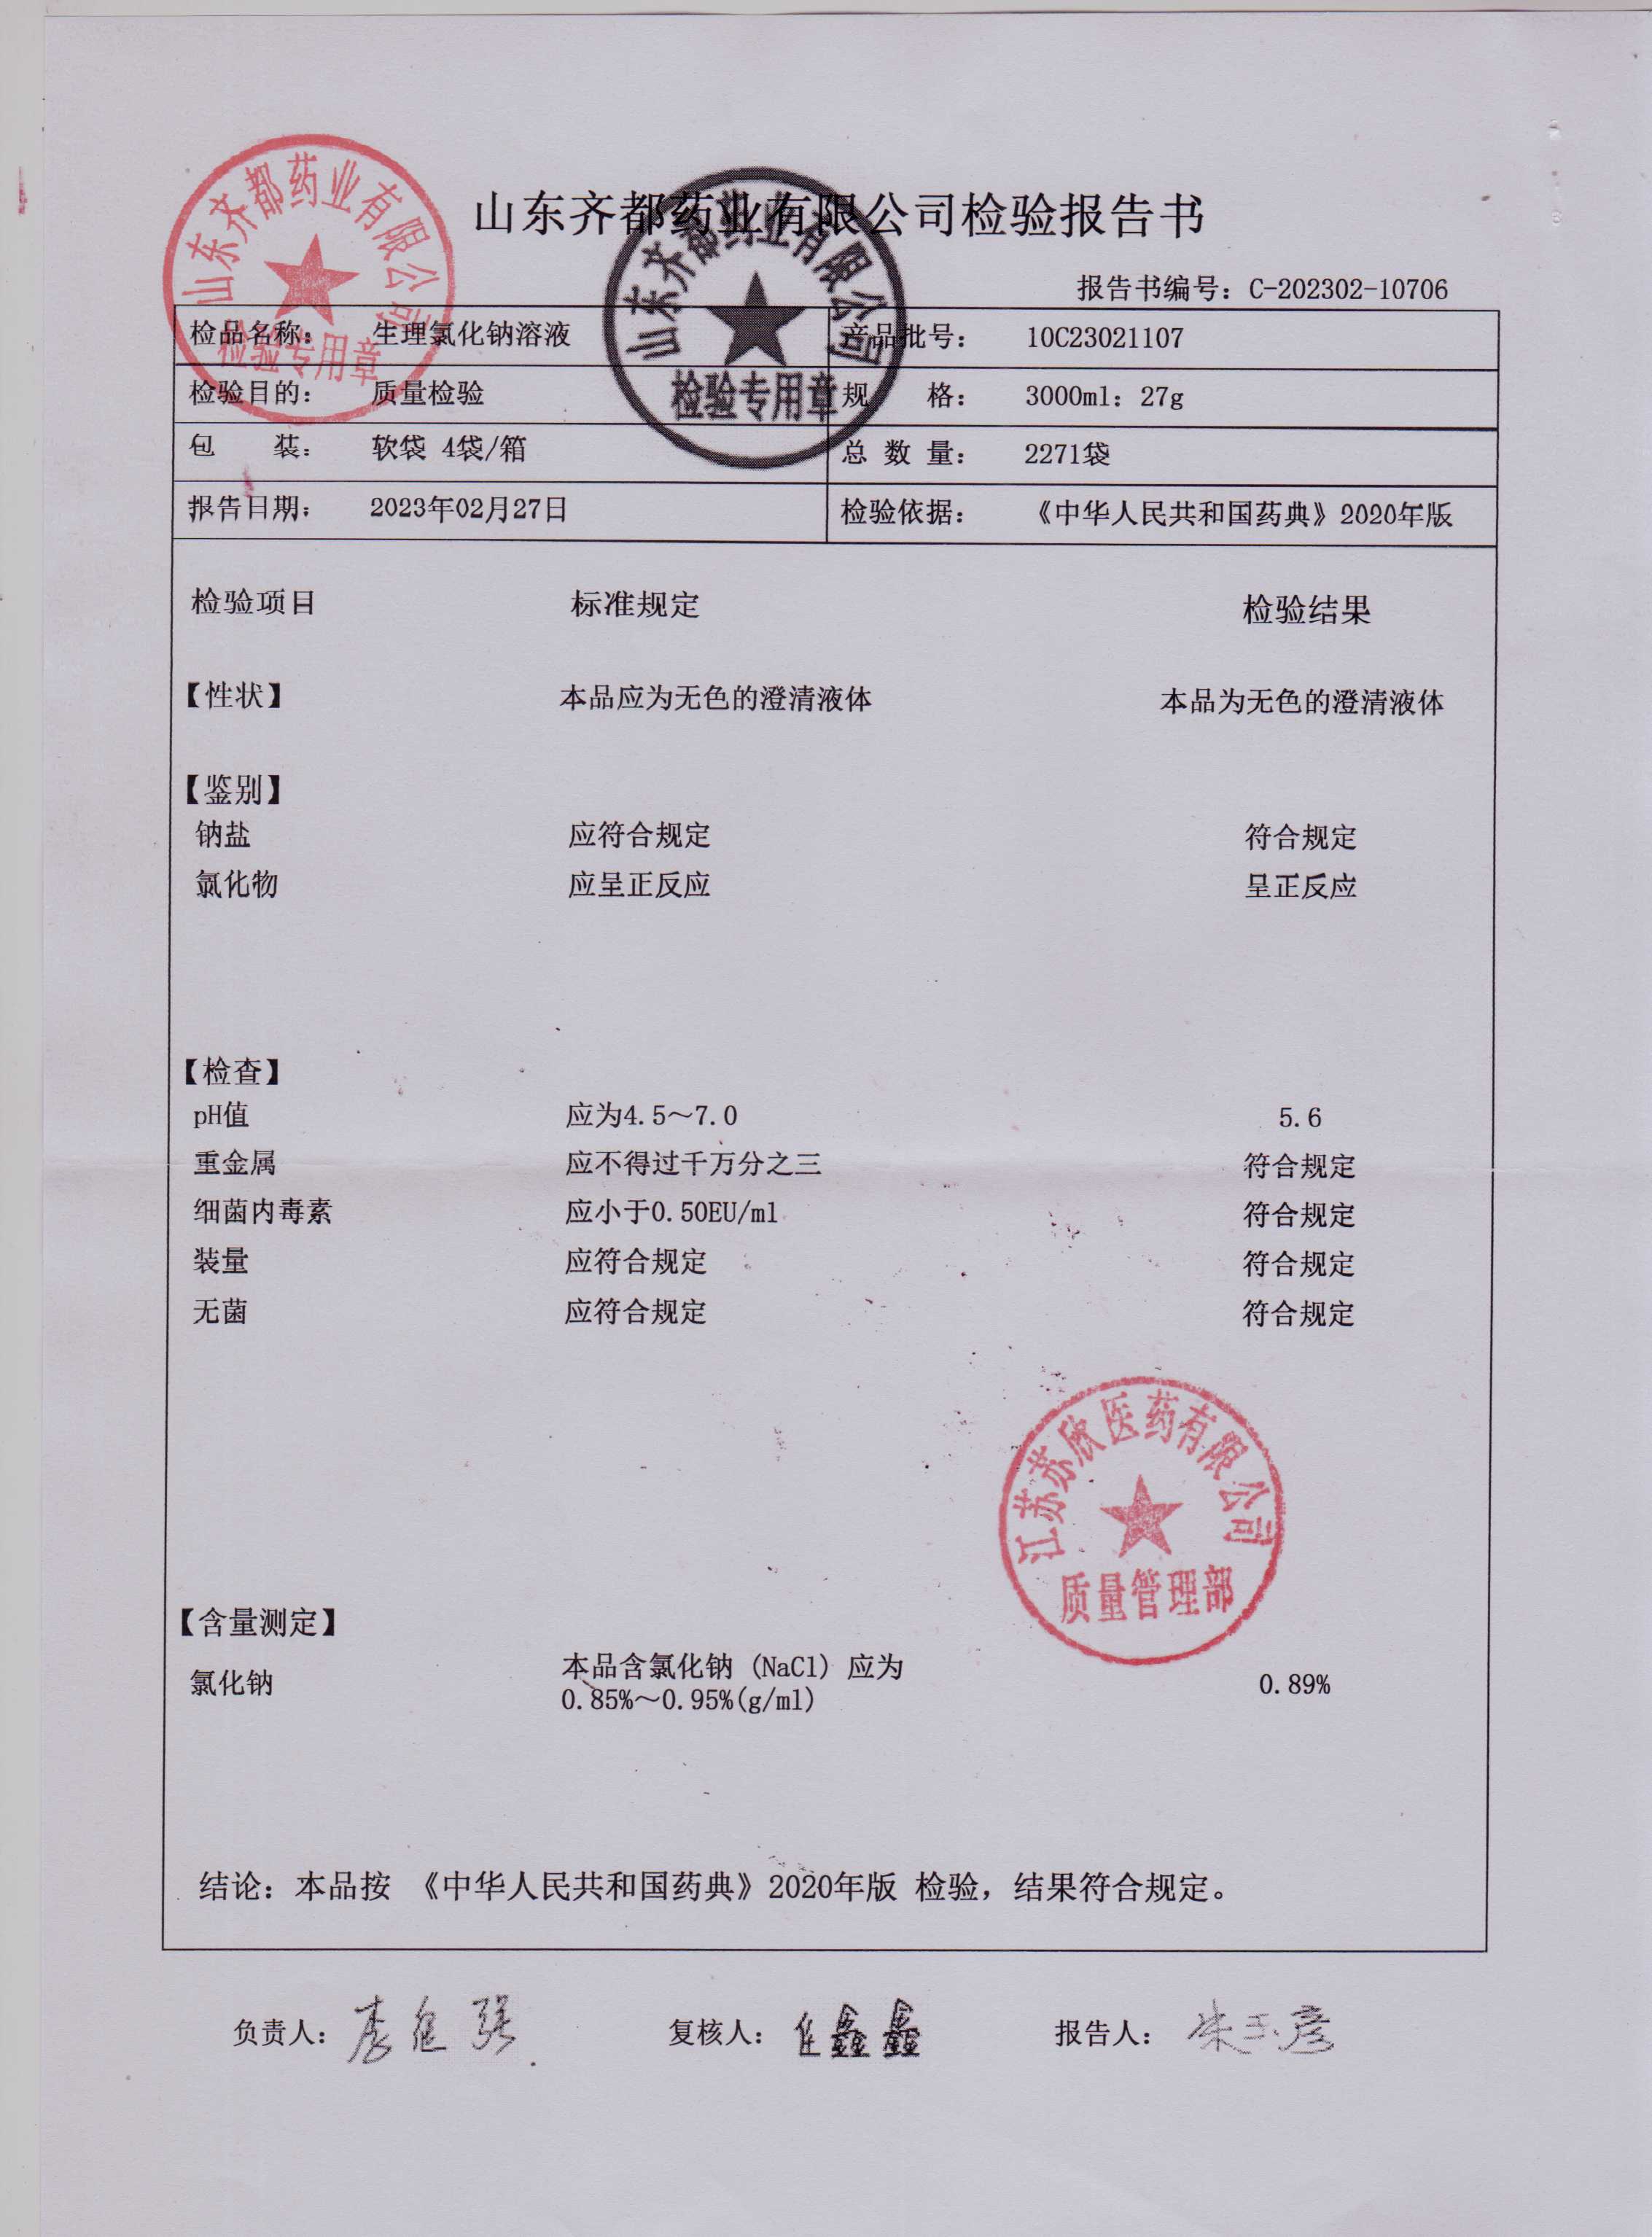 山东齐都药业有限公司检验报告书
山东齐都药业有限公司
检验专用章
山东齐都药业有限公司
检验专用章
报告书编号：C-202302-10706
检品名称： 生理氯化钠溶液 产品批号： 10C23021107
检验目的： 质量检验 规 格： 3000ml：27g
包 装： 软袋 4袋/箱 总 数 量： 2271袋
报告日期： 2023年02月27日 检验依据： 《中华人民共和国药典》2020年版
检验项目 标准规定 检验结果
【性状】 本品应为无色的澄清液体 本品为无色的澄清液体
【鉴别】
钠盐 应符合规定 符合规定
氯化物 应呈正反应 呈正反应
【检查】
pH值 应为4.5～7.0 5.6
重金属 应不得过千万分之三 符合规定
细菌内毒素 应小于0.50EU/ml 符合规定
装量 应符合规定 符合规定
无菌 应符合规定 符合规定
江苏苏欣医药有限公司
质量管理部
【含量测定】
氯化钠 本品含氯化钠 (NaCl) 应为 0.89%
0.85%～0.95%(g/ml)
结论：本品按 《中华人民共和国药典》2020年版 检验，结果符合规定。
负责人： 复核人： 任鑫鑫 报告人：